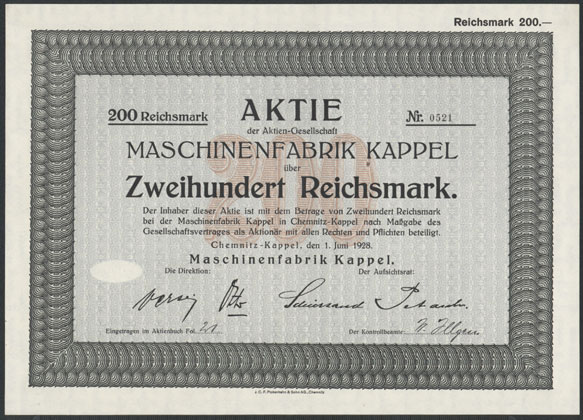 Reichsmark 200.—
200 Reichsmark
AKTIE
Nr. 0521
der Aktien-Gesellschaft
MASCHINENFABRIK KAPPEL
über
200
Zweihundert Reichsmark.
Der Inhaber dieser Aktie ist mit dem Betrage von Zweihundert Reichsmark
bei der Maschinenfabrik Kappel in Chemnitz-Kappel nach Maßgabe des
Gesellschaftsvertrages als Aktionär mit allen Rechten und Pflichten beteiligt.
Chemnitz-Kappel, den 1. Juni 1928.
Maschinenfabrik Kappel.
Die Direktion:
Der Aufsichtsrat:
Eingetragen im Aktienbuch Fol. 21
Der Kontrollbeamte: